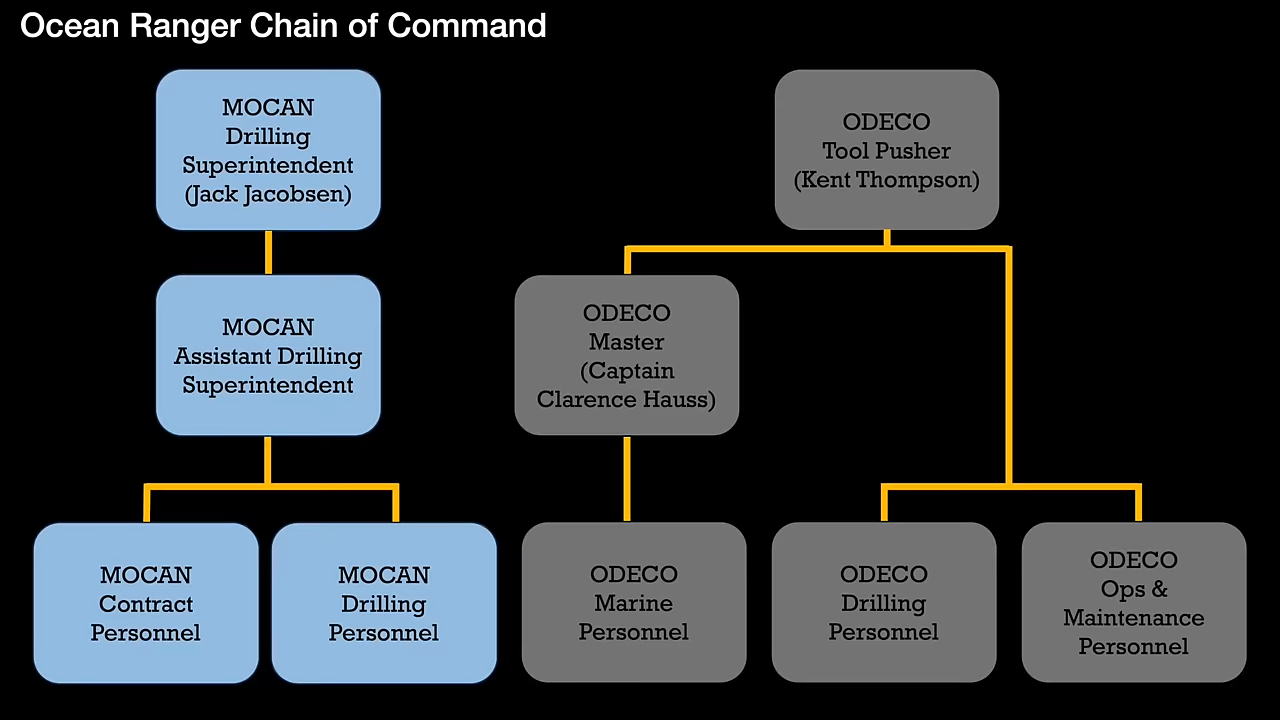 Ocean Ranger Chain of Command
MOCAN
Drilling
Superintendent
(Jack Jacobsen)
ODECO
Tool Pusher
(Kent Thompson)
MOCAN
Assistant Drilling
Superintendent
ODECO
Master
(Captain
Clarence Hauss)
MOCAN
Contract
Personnel
MOCAN
Drilling
Personnel
ODECO
Marine
Personnel
ODECO
Drilling
Personnel
ODECO
Ops &
Maintenance
Personnel